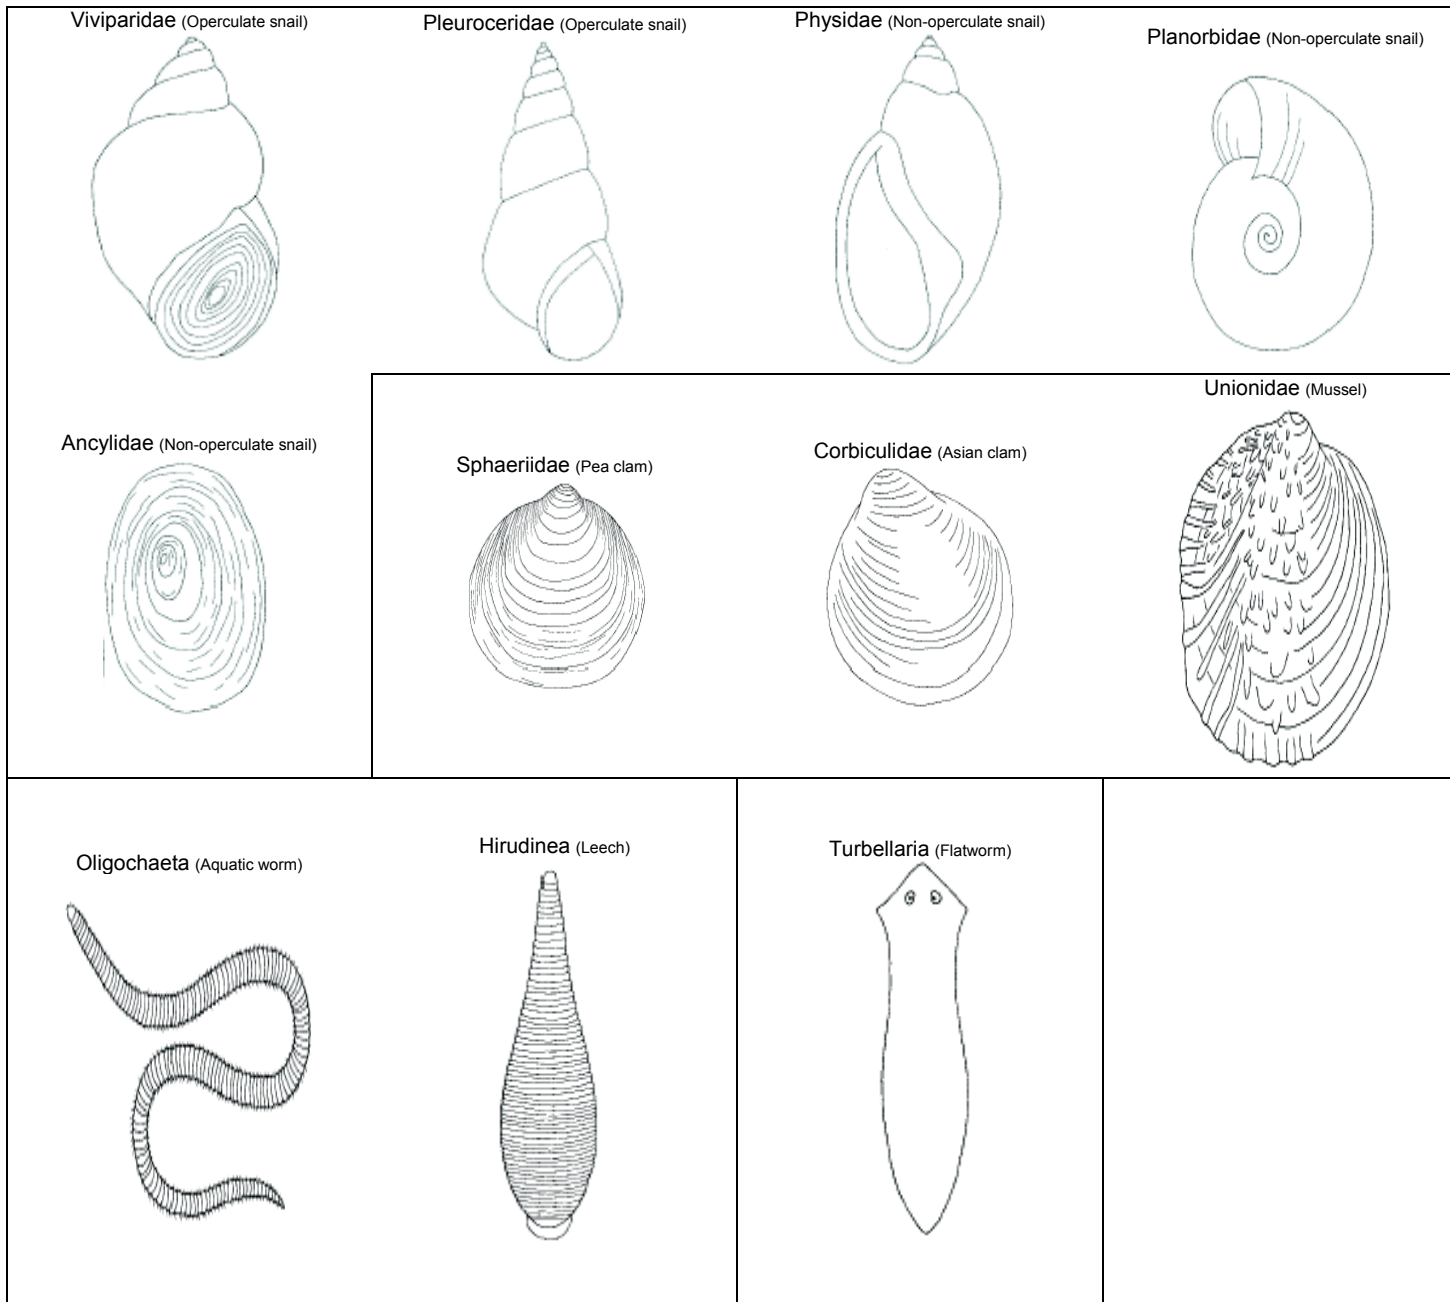 Viviparidae (Operculate snail)
Pleuroceridae (Operculate snail)
Physidae (Non-operculate snail)
Planorbidae (Non-operculate snail)
Ancylidae (Non-operculate snail)
Sphaeriidae (Pea clam)
Corbiculidae (Asian clam)
Unionidae (Mussel)
Oligochaeta (Aquatic worm)
Hirudinea (Leech)
Turbellaria (Flatworm)